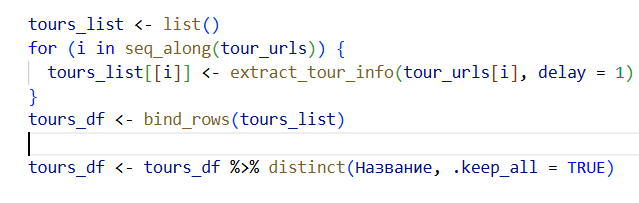 tours_list <- list()
for (i in seq_along(tour_urls)) {
  tours_list[[i]] <- extract_tour_info(tour_urls[i], delay = 1)
}
tours_df <- bind_rows(tours_list)
tours_df <- tours_df %>% distinct(Название, .keep_all = TRUE)